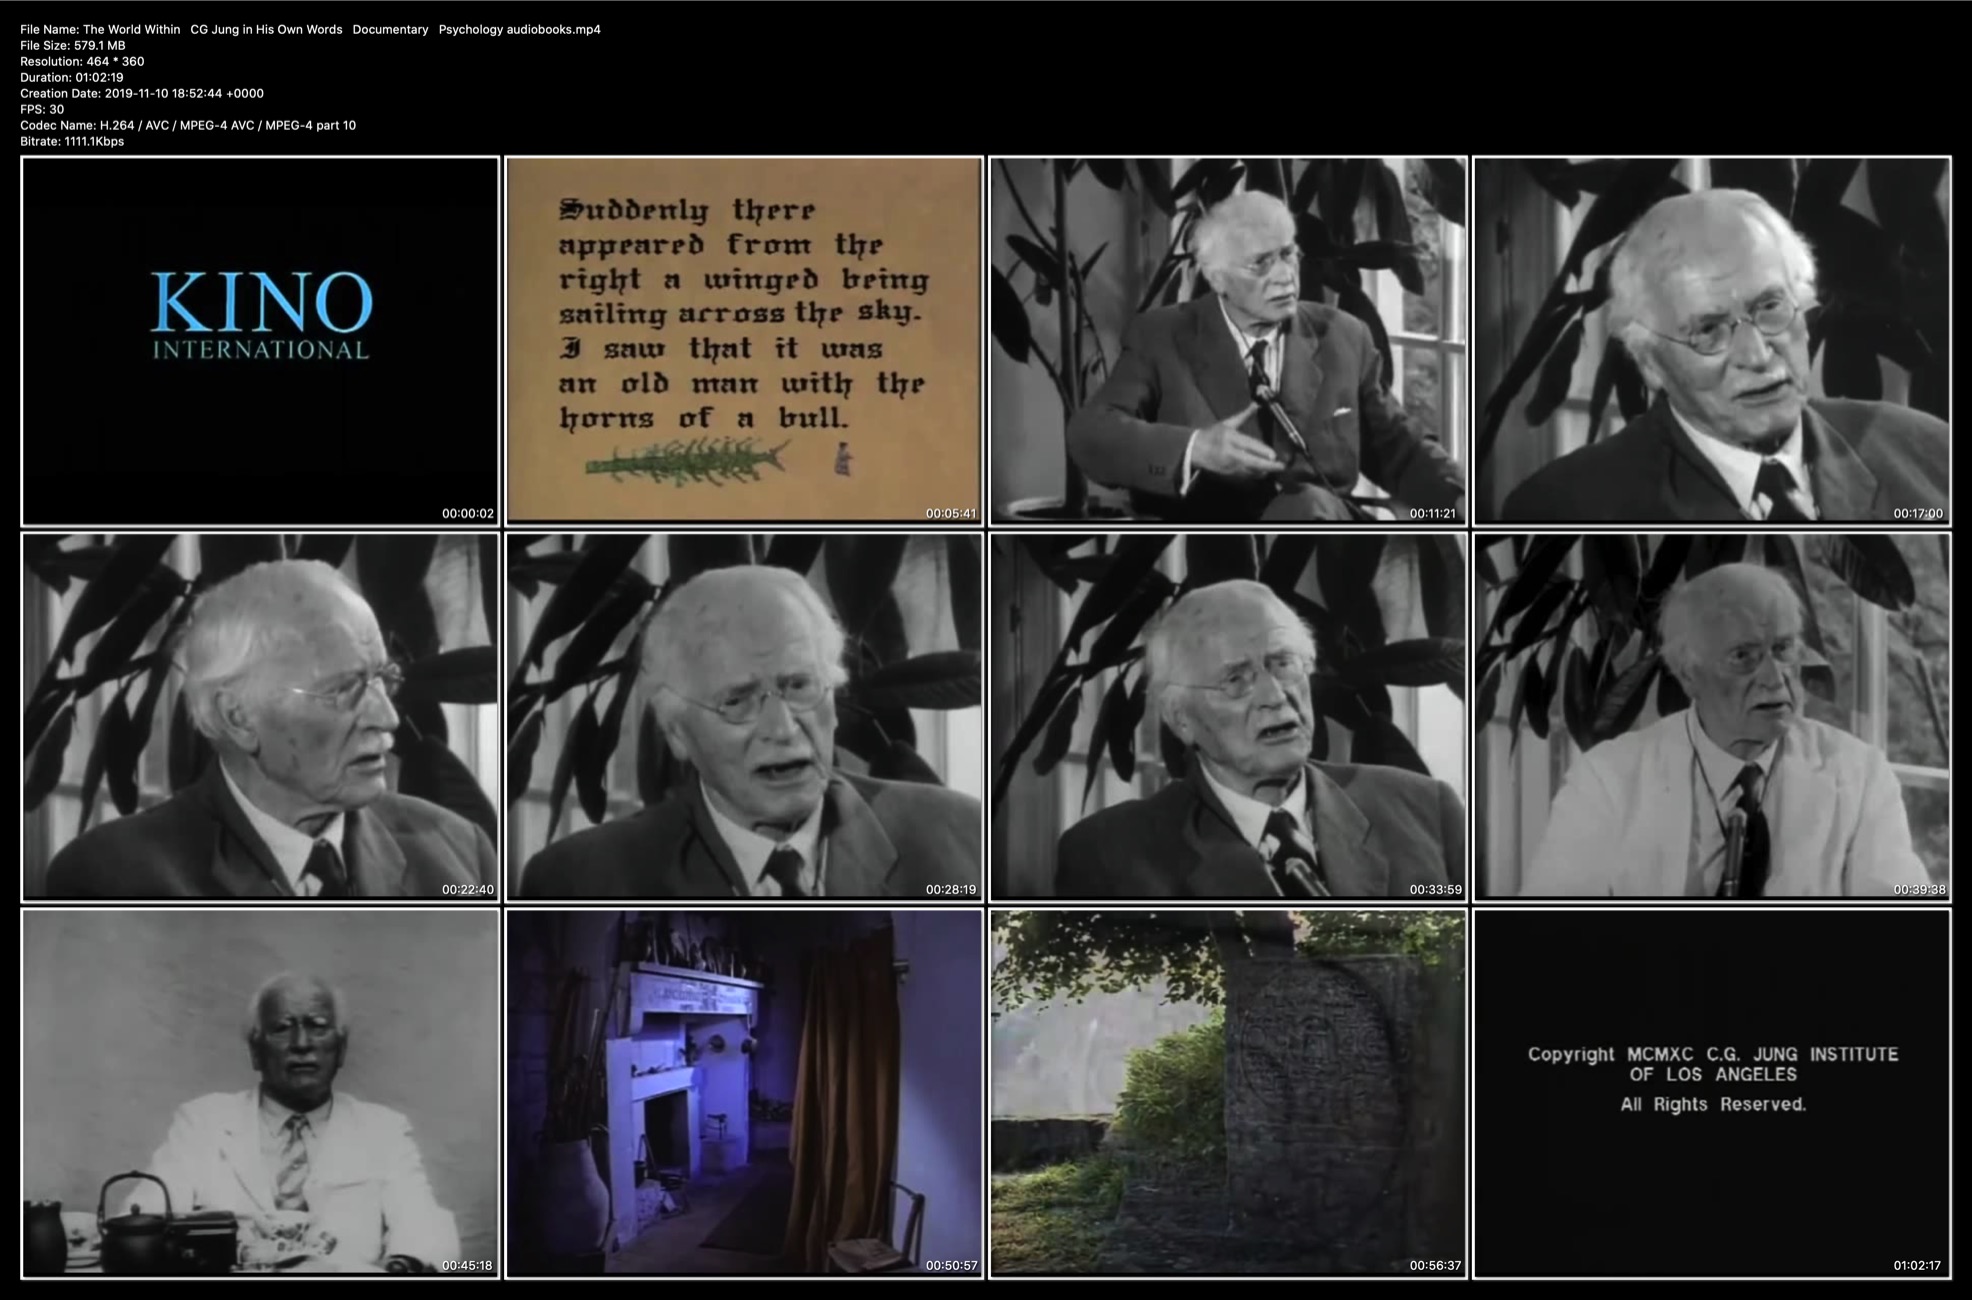 File Name: The World Within   CG Jung in His Own Words   Documentary   Psychology audiobooks.mp4
File Size: 579.1 MB
Resolution: 464 * 360
Duration: 01:02:19
Creation Date: 2019-11-10 18:52:44 +0000
FPS: 30
Codec Name: H.264 / AVC / MPEG-4 AVC / MPEG-4 part 10
Bitrate: 1111.1Kbps
KINO
INTERNATIONAL
00:00:02
Suddenly there
appeared from the
right a winged being
sailing across the sky.
I saw that it was
an old man with the
horns of a bull.
00:05:41
00:11:21
00:17:00
00:22:40
00:28:19
00:33:59
00:39:38
00:45:18
00:50:57
00:56:37
Copyright MCMXC C.G. JUNG INSTITUTE
OF LOS ANGELES
All Rights Reserved.
01:02:17